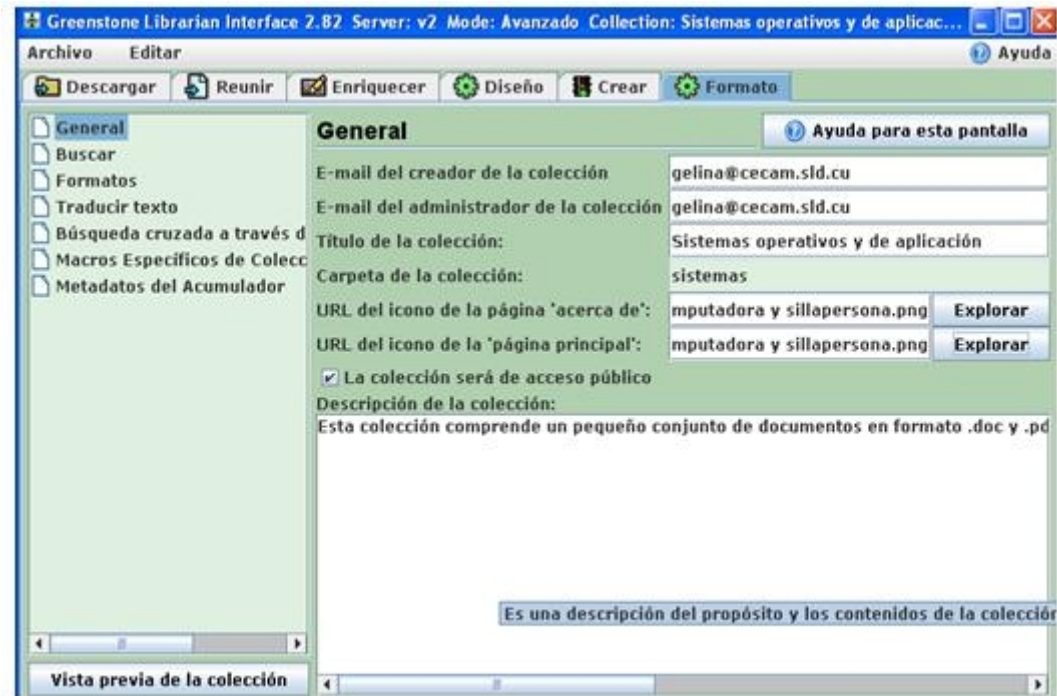 Greenstone Librarian Interface 2.82 Server: v2 Mode: Avanzado Collection: Sistemas operativos y de aplicac...
Archivo Editar Ayuda
Descargar Reunir Enriquecer Diseño Crear Formato
General
Buscar
Formatos
Traducir texto
Búsqueda cruzada a través d
Macros Específicos de Colecc
Metadatos del Acumulador
Vista previa de la colección
General Ayuda para esta pantalla
E-mail del creador de la colección gelina@cecam.sld.cu
E-mail del administrador de la colección gelina@cecam.sld.cu
Título de la colección: Sistemas operativos y de aplicación
Carpeta de la colección: sistemas
URL del icono de la página 'acerca de': mputadora y sillapersona.png Explorar
URL del icono de la 'página principal': mputadora y sillapersona.png Explorar
La colección será de acceso público
Descripción de la colección:
Esta colección comprende un pequeño conjunto de documentos en formato .doc y .pd
Es una descripción del propósito y los contenidos de la colección